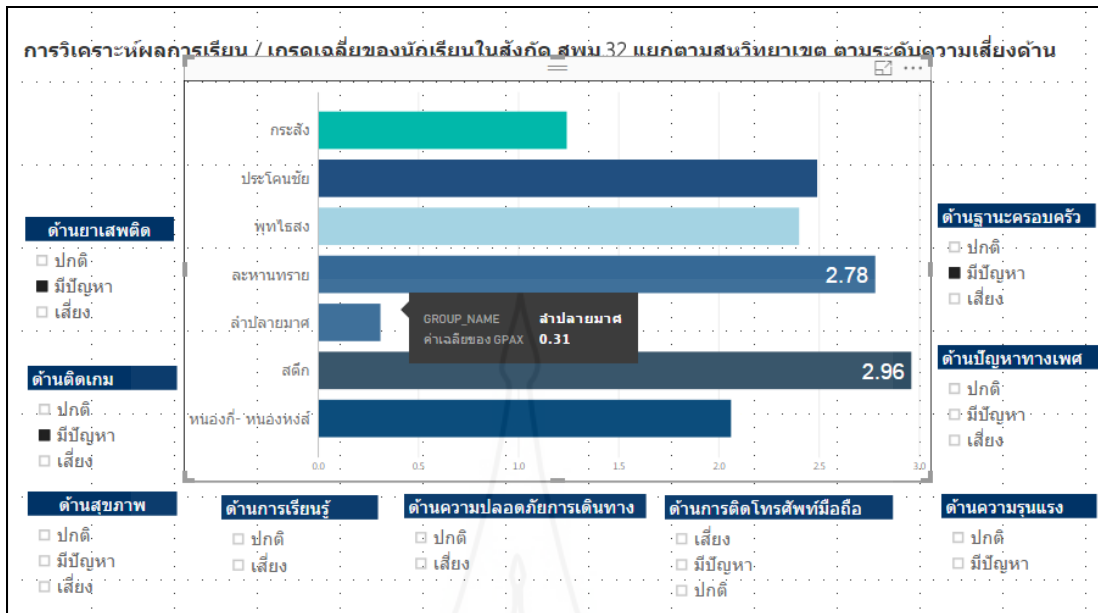 การวิเคราะห์ผลการเรียน / เกรดเฉลี่ยของนักเรียนในสังกัด สพม 32 แยกตามสหวิทยาเขต ตามระดับความเสี่ยงด้าน
กระสัง
ประโคนชัย
พุทไธสง
ละหานทราย
2.78
ลำปลายมาศ
GROUP_NAME ลำปลายมาศ
ค่าเฉลี่ยของ GPAX 0.31
สตึก
2.96
หนองกี่- หนองหงส์
0.0 0.5 1.0 1.5 2.0 2.5 3.0
ด้านยาเสพติด
ปกติ
มีปัญหา
เสี่ยง
ด้านติดเกม
ปกติ
มีปัญหา
เสี่ยง
ด้านฐานะครอบครัว
ปกติ
มีปัญหา
เสี่ยง
ด้านปัญหาทางเพศ
ปกติ
มีปัญหา
เสี่ยง
ด้านสุขภาพ
ปกติ
มีปัญหา
เสี่ยง
ด้านการเรียนรู้
ปกติ
เสี่ยง
ด้านความปลอดภัยการเดินทาง
ปกติ
เสี่ยง
ด้านการติดโทรศัพท์มือถือ
เสี่ยง
มีปัญหา
ปกติ
ด้านความรุนแรง
ปกติ
มีปัญหา